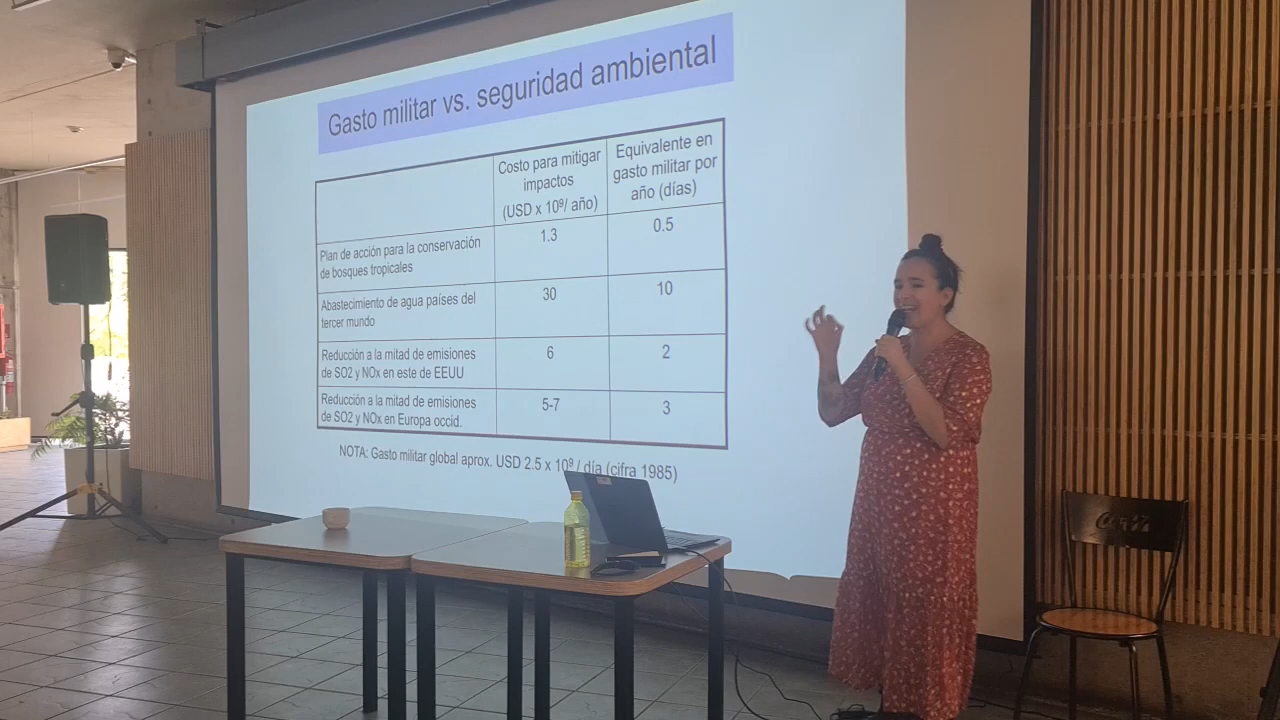 Gasto militar vs. seguridad ambiental
Costo para mitigar
impactos
(USD x 10⁹/ año)
Equivalente en
gasto militar por
año (días)
Plan de acción para la conservación
de bosques tropicales
1.3
0.5
Abastecimiento de agua países del
tercer mundo
30
10
Reducción a la mitad de emisiones
de SO2 y NOx en este de EEUU
6
2
Reducción a la mitad de emisiones
de SO2 y NOx en Europa occid.
5-7
3
NOTA: Gasto militar global aprox. USD 2.5 x 10⁹ / día (cifra 1985)